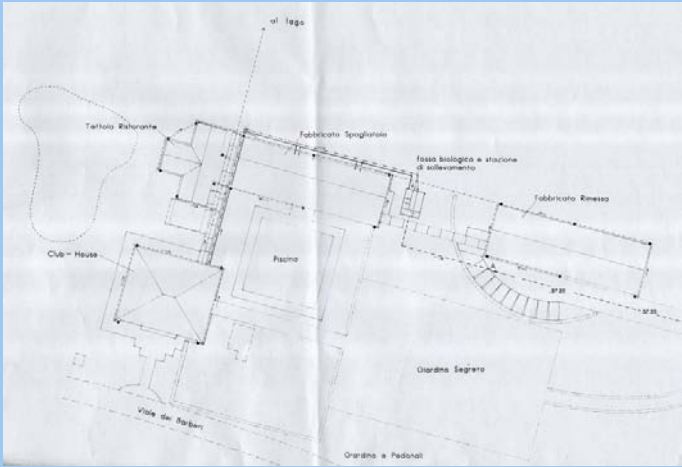 al lago
Tettoia Ristorante
Fabbricato Spogliatoio
fossa biologica e stazione
di sollevamento
Fabbricato Rimessa
Club-House
Piscina
Giardino Segreto
Viale dei Barberi
Giardino e Pedonali